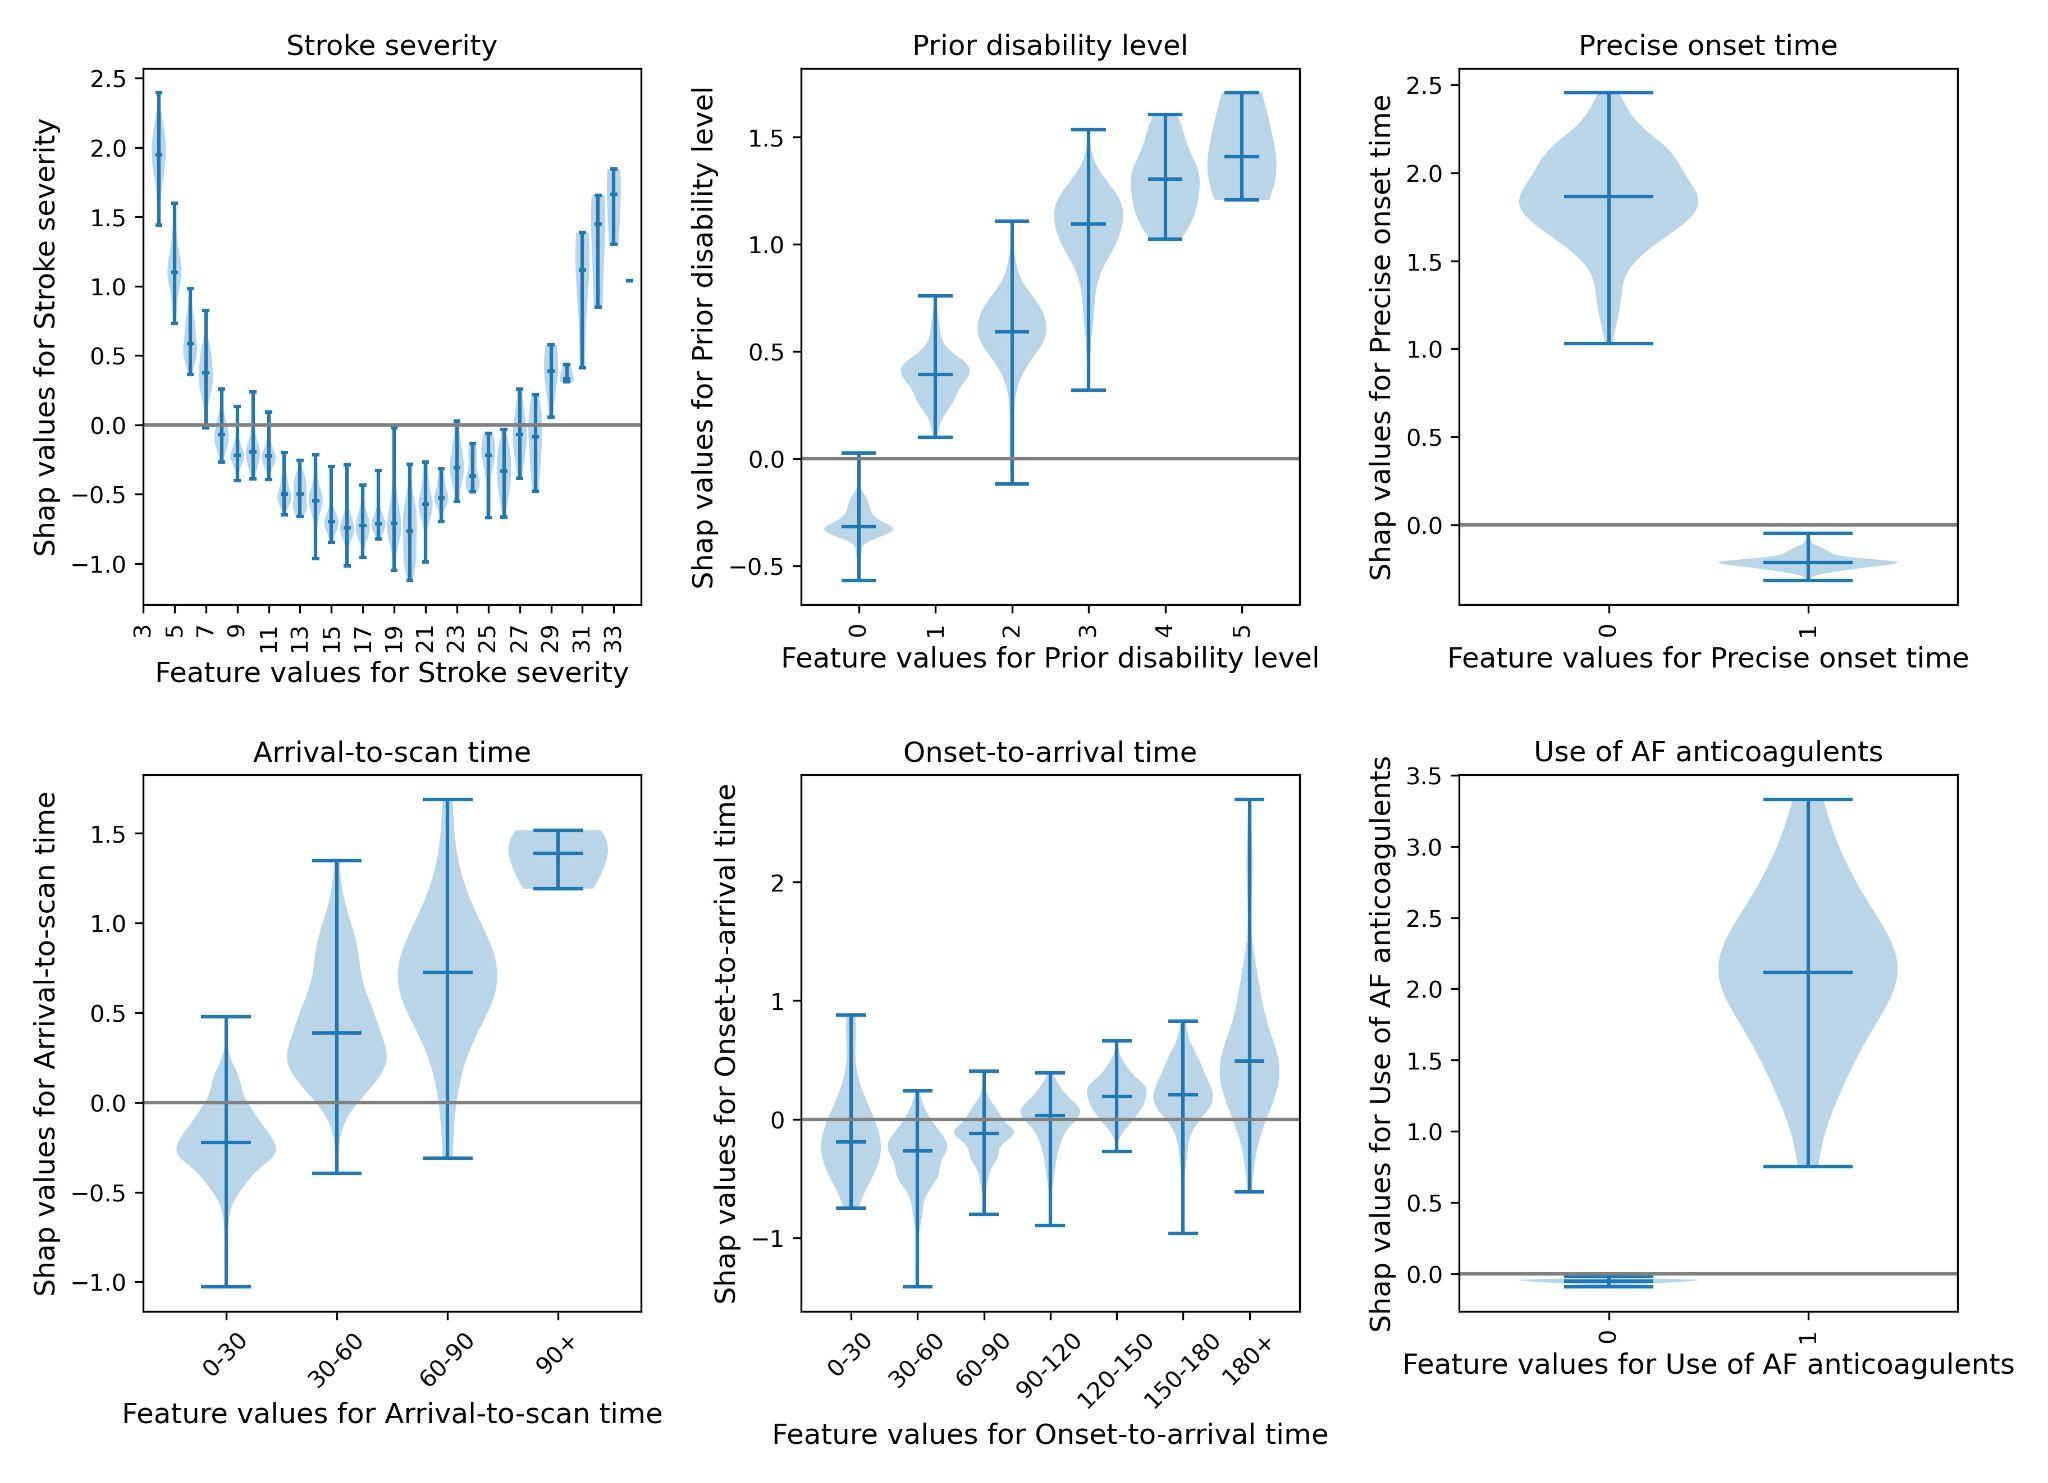 Stroke severity
Shap values for Stroke severity
2.5
2.0
1.5
1.0
0.5
0.0
−0.5
−1.0
3 5 7 9 11 13 15 17 19 21 23 25 27 29 31 33
Feature values for Stroke severity
Prior disability level
Shap values for Prior disability level
1.5
1.0
0.5
0.0
−0.5
0 1 2 3 4 5
Feature values for Prior disability level
Precise onset time
Shap values for Precise onset time
2.5
2.0
1.5
1.0
0.5
0.0
0 1
Feature values for Precise onset time
Arrival-to-scan time
Shap values for Arrival-to-scan time
1.5
1.0
0.5
0.0
−0.5
−1.0
0-30 30-60 60-90 90+
Feature values for Arrival-to-scan time
Onset-to-arrival time
Shap values for Onset-to-arrival time
2
1
0
−1
0-30 30-60 60-90 90-120 120-150 150-180 180+
Feature values for Onset-to-arrival time
Use of AF anticoagulents
Shap values for Use of AF anticoagulents
3.5
3.0
2.5
2.0
1.5
1.0
0.5
0.0
0 1
Feature values for Use of AF anticoagulents